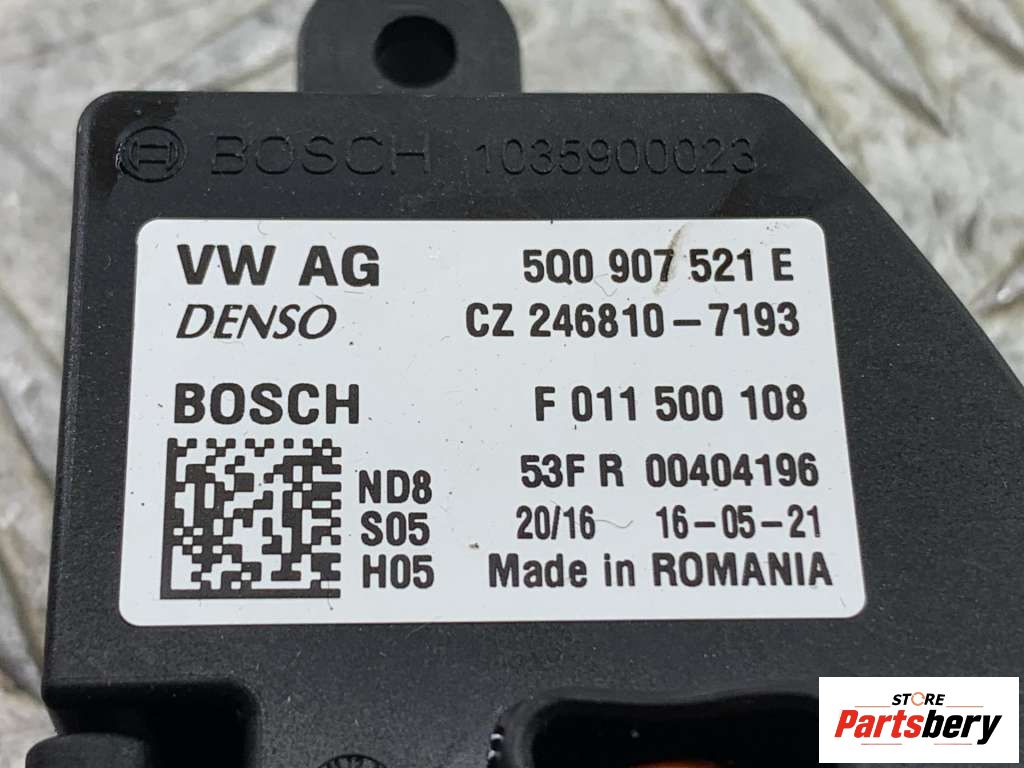 BOSCH 1035900023
VW AG 5Q0 907 521 E
DENSO CZ 246810-7193
BOSCH F 011 500 108
ND8 53F R 00404196
S05 20/16 16-05-21
H05 Made in ROMANIA
STORE
Partsbery